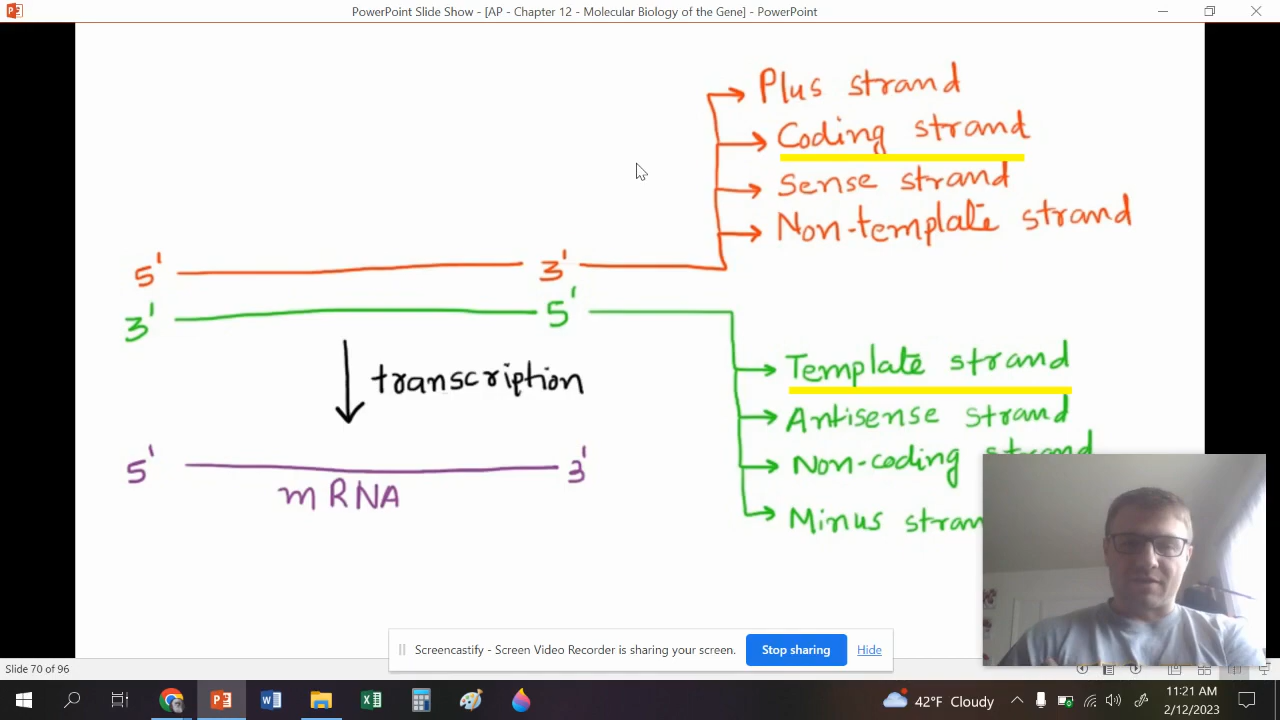 PowerPoint Slide Show - [AP - Chapter 12 - Molecular Biology of the Gene] - PowerPoint
Plus strand
Coding strand
Sense strand
Non-template strand
5' 3'
3' 5'
transcription
Template strand
Antisense strand
Non-coding strand
Minus stran
5' 3'
mRNA
Screencastify - Screen Video Recorder is sharing your screen. Stop sharing Hide
Slide 70 of 96
42°F Cloudy
11:21 AM
2/12/2023